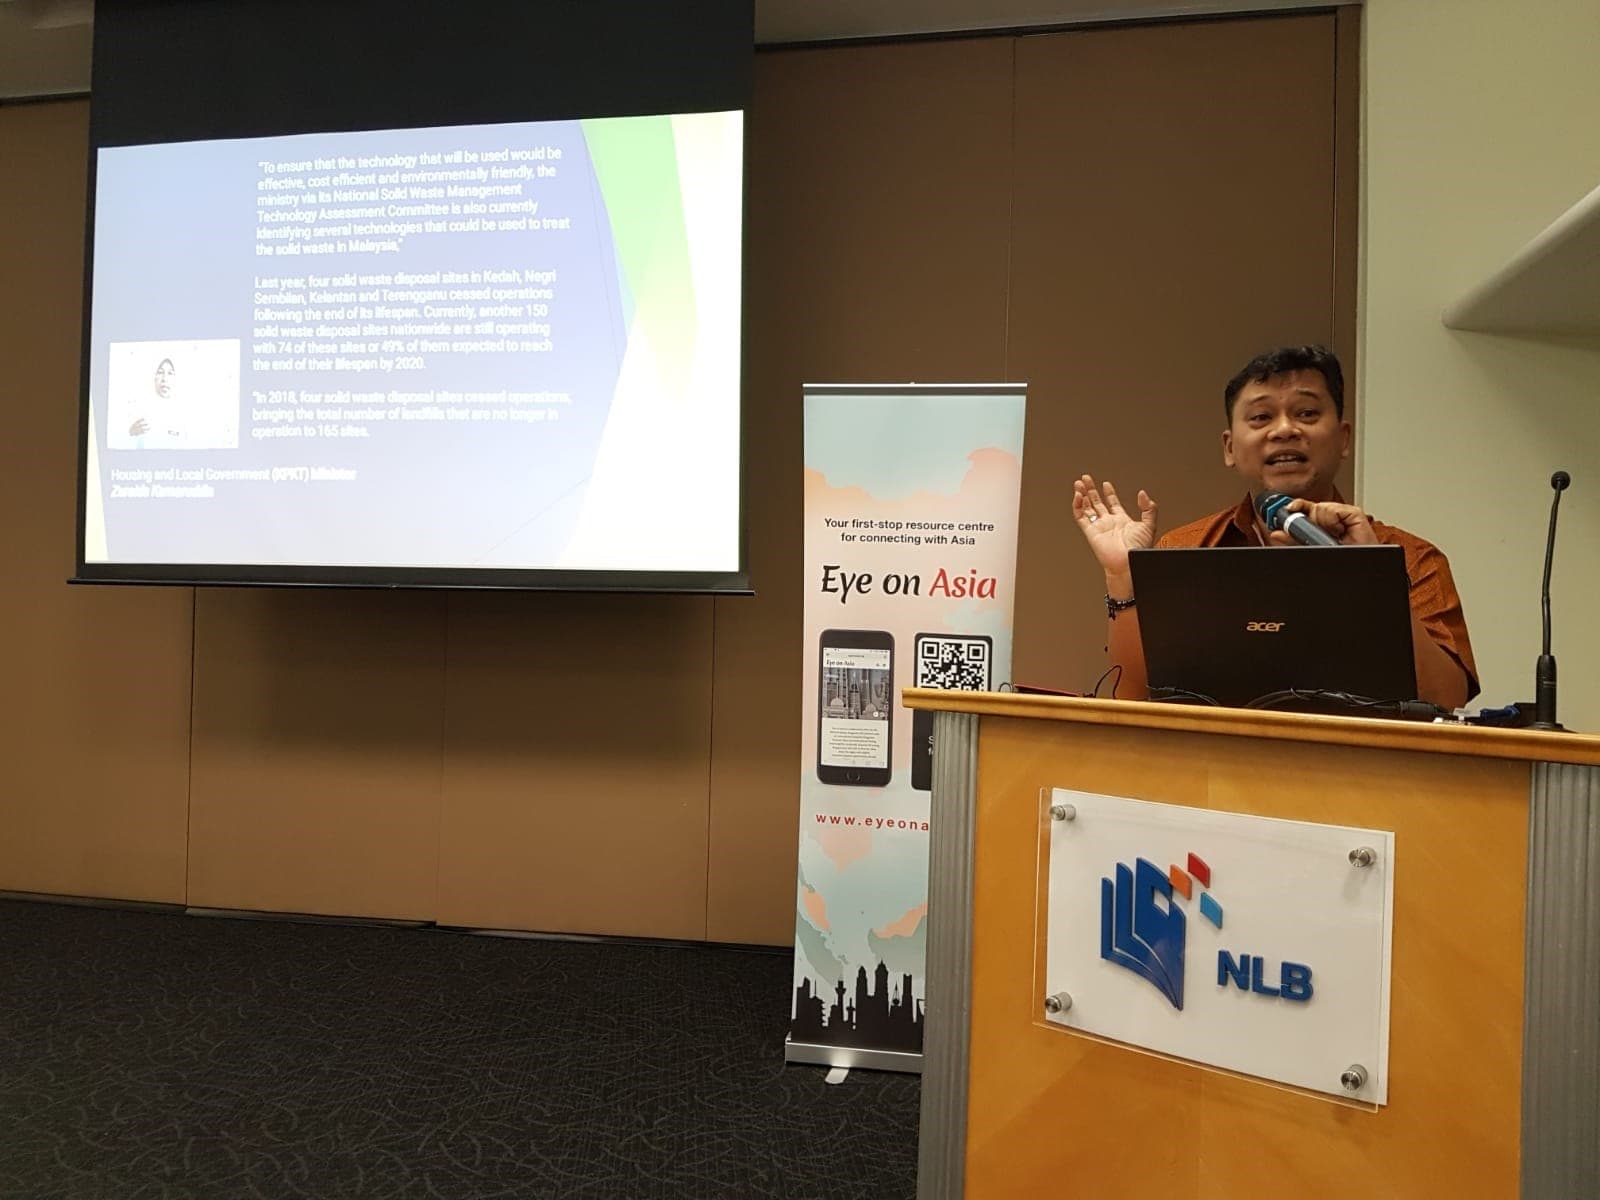 "To ensure that the technology that will be used would be
effective, cost efficient and environmentally friendly, the
ministry via its National Solid Waste Management
Technology Assessment Committee is also currently
identifying several technologies that could be used to treat
the solid waste in Malaysia,"
Last year, four solid waste disposal sites in Kedah, Negri
Sembilan, Kelantan and Terengganu ceased operations
following the end of its lifespan. Currently, another 150
solid waste disposal sites nationwide are still operating
with 74 of these sites or 49% of them expected to reach
the end of their lifespan by 2020.
"In 2018, four solid waste disposal sites ceased operations,
bringing the total number of landfills that are no longer in
operation to 165 sites.
Housing and Local Government (KPKT) Minister
Zuraida Kamaruddin
Your first-stop resource centre
for connecting with Asia
Eye on Asia
Eye on Asia
www.eyeona
acer
NLB